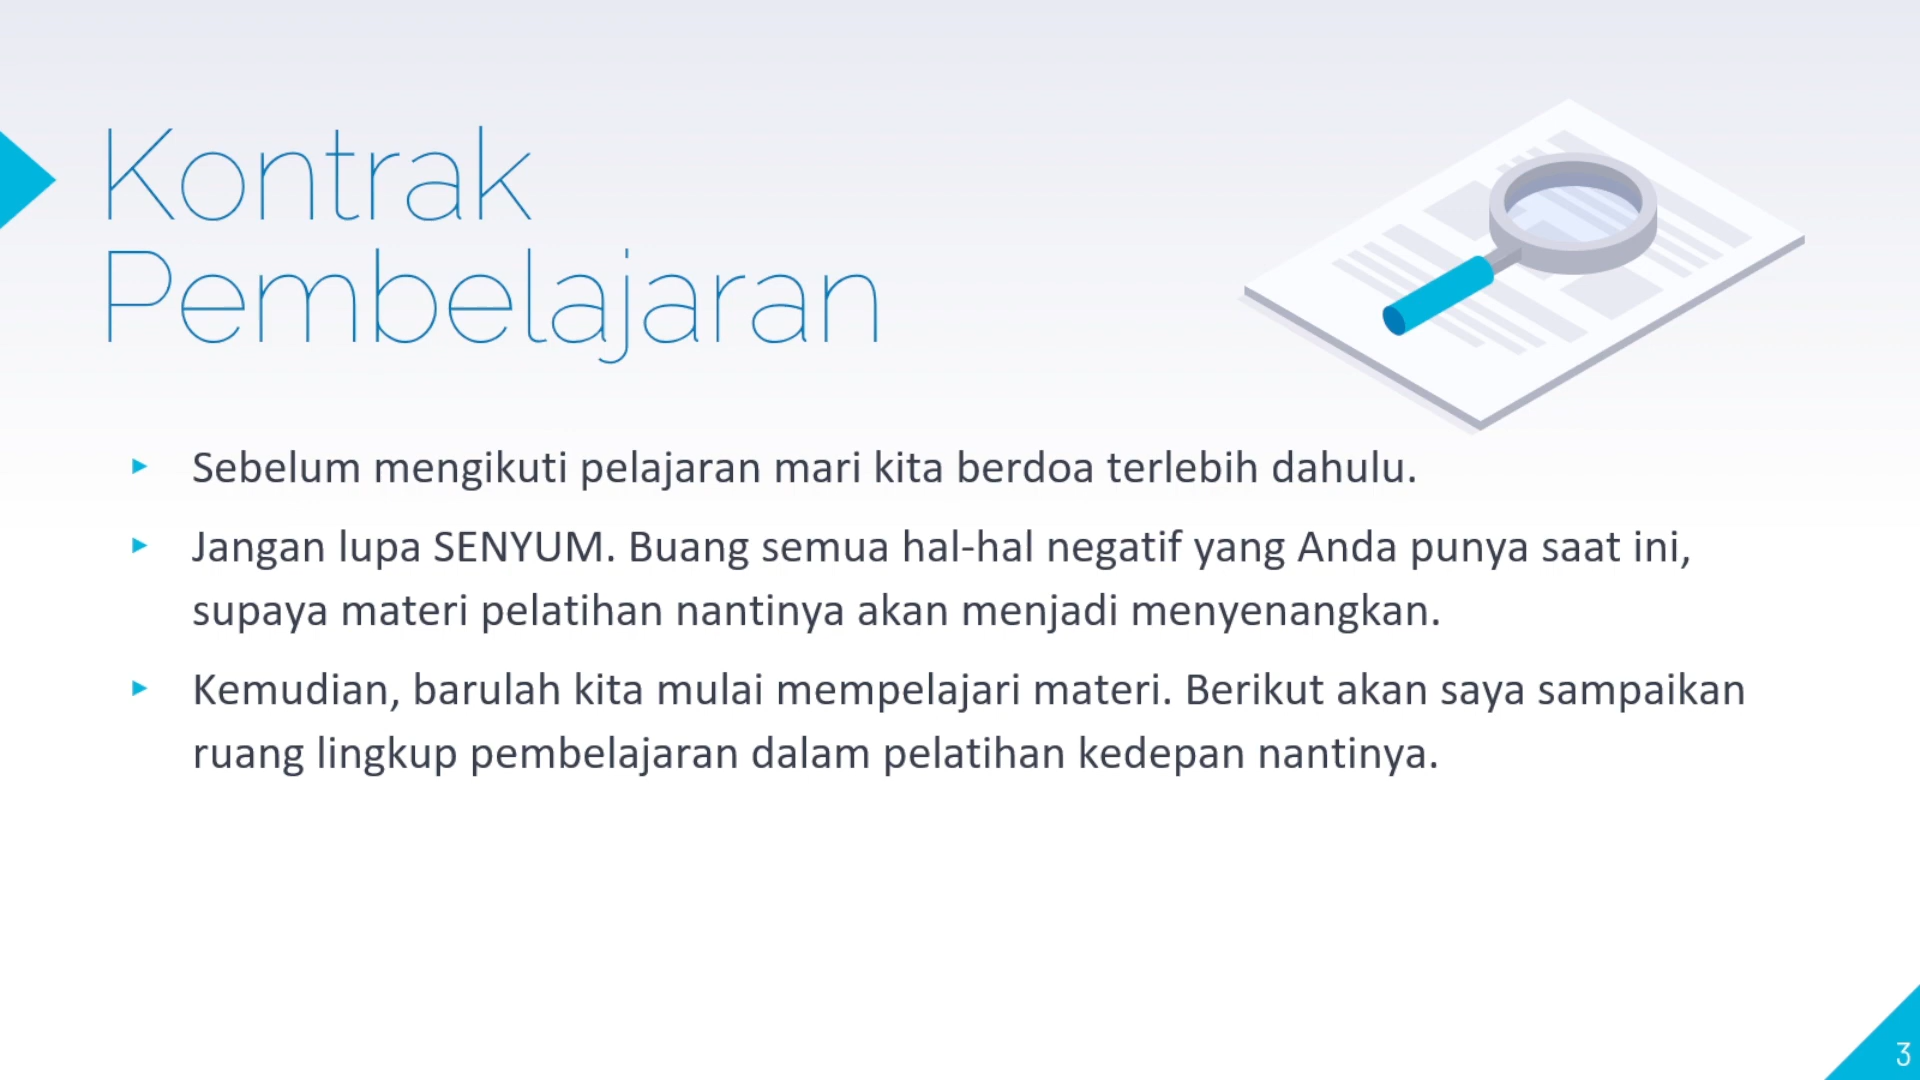 Kontrak
Pembelajaran
Sebelum mengikuti pelajaran mari kita berdoa terlebih dahulu.
Jangan lupa SENYUM. Buang semua hal-hal negatif yang Anda punya saat ini,
supaya materi pelatihan nantinya akan menjadi menyenangkan.
Kemudian, barulah kita mulai mempelajari materi. Berikut akan saya sampaikan
ruang lingkup pembelajaran dalam pelatihan kedepan nantinya.
3